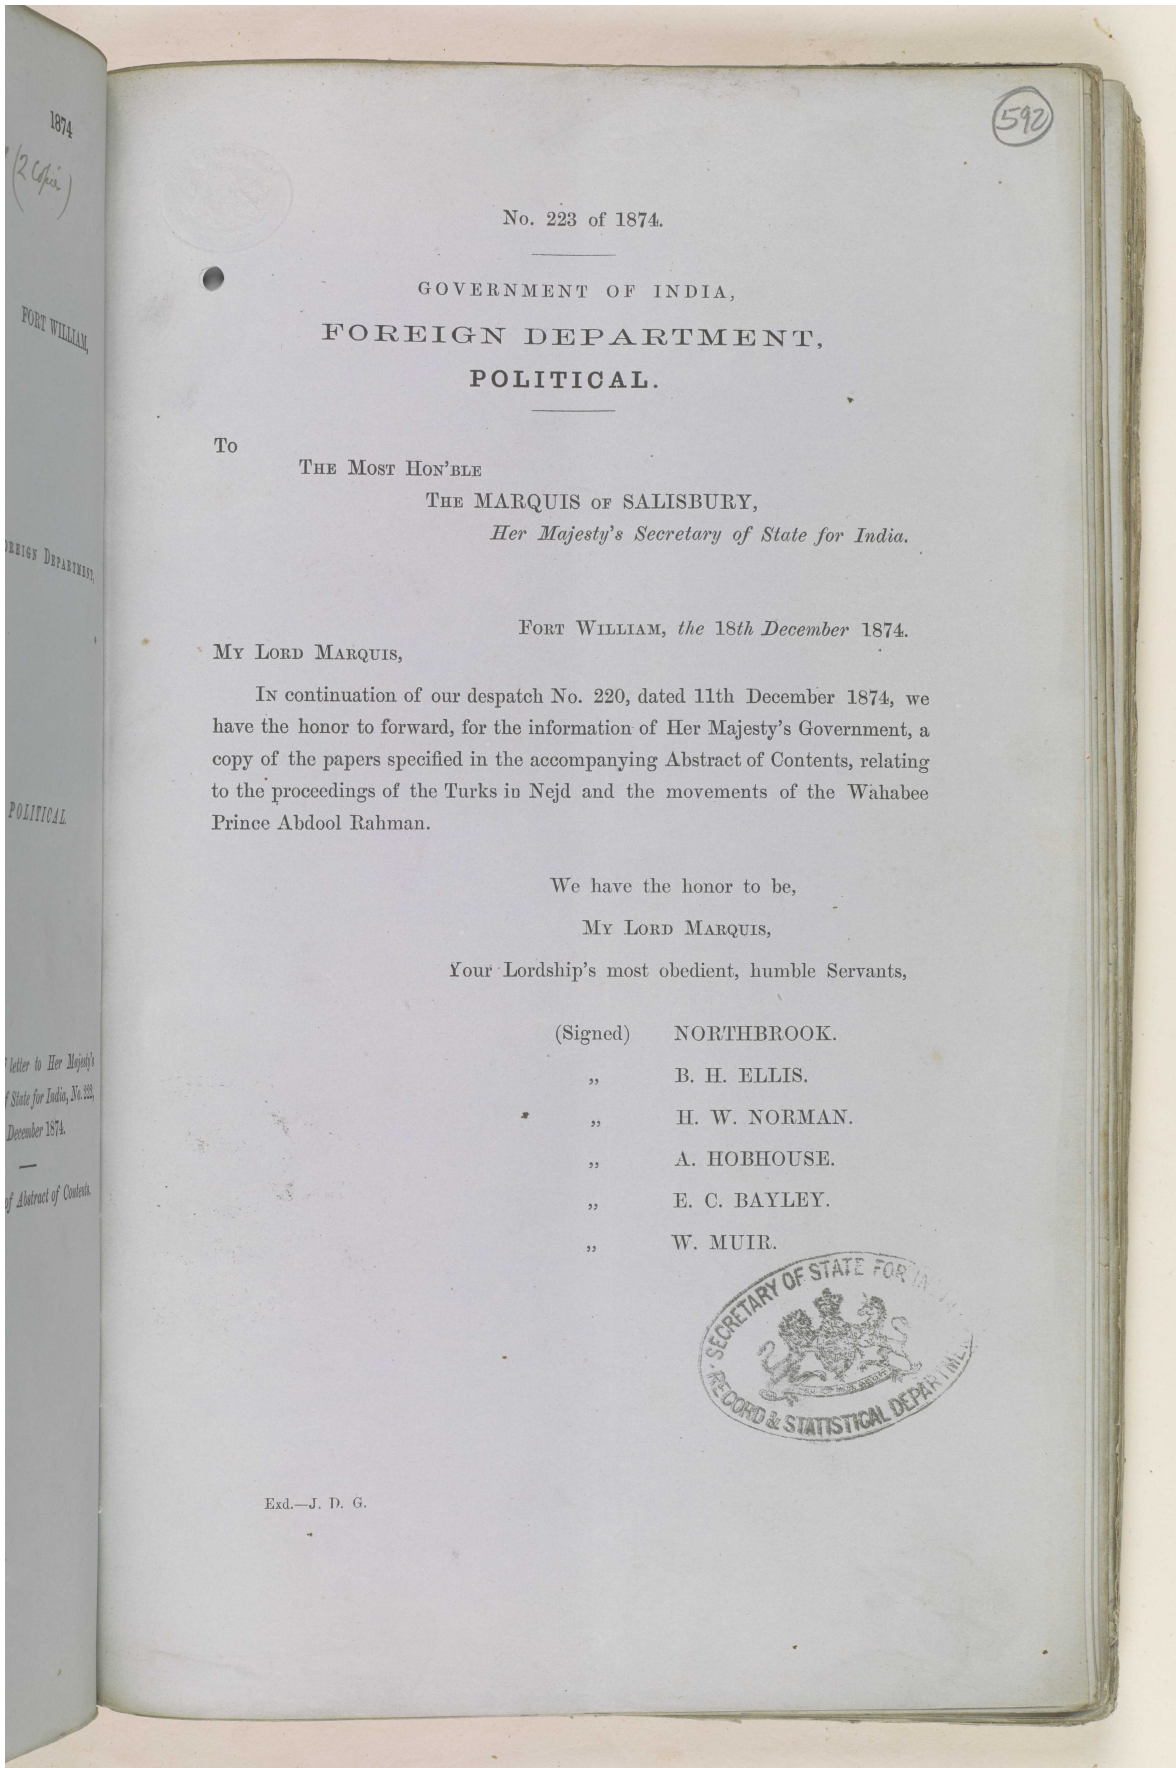 1874
(2 Copies)
FORT WILLIAM,
FOREIGN DEPARTMENT,
POLITICAL.
letter to Her Majesty's
State for India, No. 223,
December 1874.
of Abstract of Contents.
592
No. 223 of 1874.
GOVERNMENT OF INDIA,
FOREIGN DEPARTMENT,
POLITICAL.
To
THE MOST HON'BLE
THE MARQUIS OF SALISBURY,
Her Majesty's Secretary of State for India.
FORT WILLIAM, the 18th December 1874.
MY LORD MARQUIS,
IN continuation of our despatch No. 220, dated 11th December 1874, we
have the honor to forward, for the information of Her Majesty's Government, a
copy of the papers specified in the accompanying Abstract of Contents, relating
to the proceedings of the Turks in Nejd and the movements of the Wahabee
Prince Abdool Rahman.
We have the honor to be,
MY LORD MARQUIS,
Your Lordship's most obedient, humble Servants,
(Signed) NORTHBROOK.
„ B. H. ELLIS.
„ H. W. NORMAN.
„ A. HOBHOUSE.
„ E. C. BAYLEY.
„ W. MUIR.
SECRETARY OF STATE FOR INDIA
RECORD & STATISTICAL DEPARTMENT
Exd.—J. D. G.